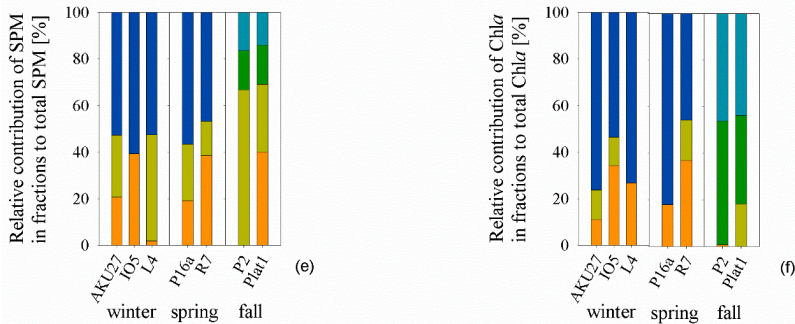 Relative contribution of SPM
in fractions to total SPM [%]
100
80
60
40
20
0
AKU27
IO5
L4
P16a
R7
P2
Plat1
winter
spring
fall
(e)
Relative contribution of Chla
in fractions to total Chla [%]
100
80
60
40
20
0
AKU27
IO5
L4
P16a
R7
P2
Plat1
winter
spring
fall
(f)